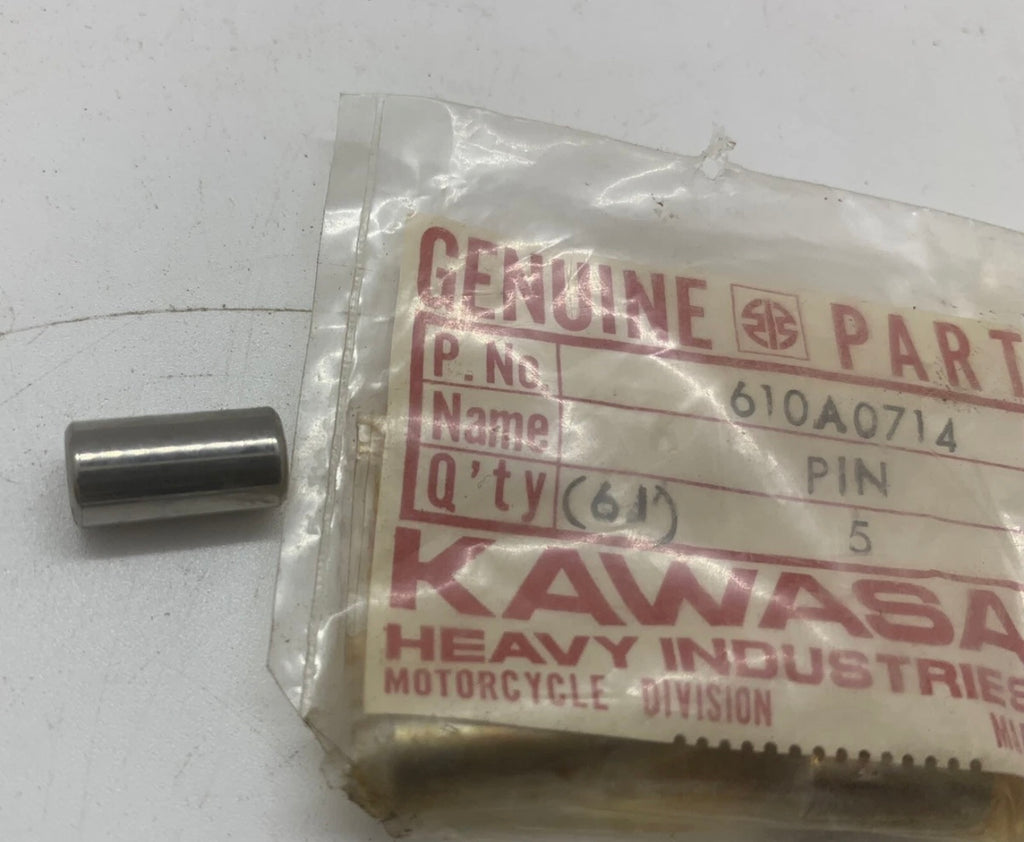 GENUINE PART
P. No. 610A0714
Name PIN
Q'ty (61) 5
KAWASA
HEAVY INDUSTRIES
MOTORCYCLE DIVISION